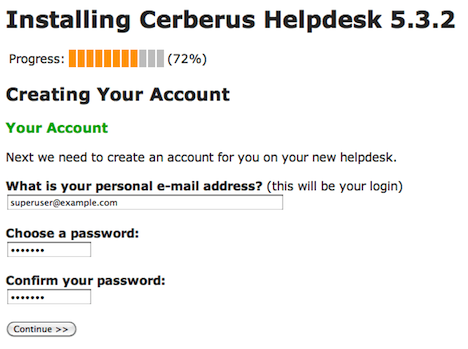 Installing Cerberus Helpdesk 5.3.2
Progress: (72%)
Creating Your Account
Your Account
Next we need to create an account for you on your new helpdesk.
What is your personal e-mail address? (this will be your login)
superuser@example.com
Choose a password:
•••••••
Confirm your password:
•••••••
Continue >>